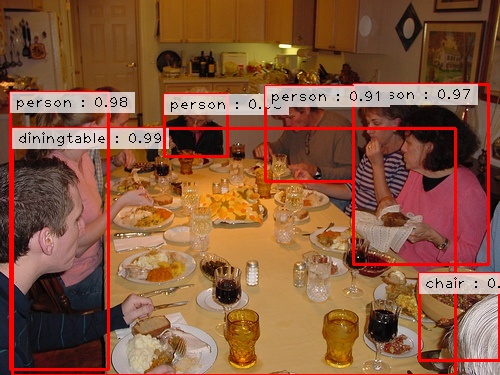 person : 0.98
person : 0.
person : 0.91
son : 0.97
diningtable : 0.99
chair : 0.